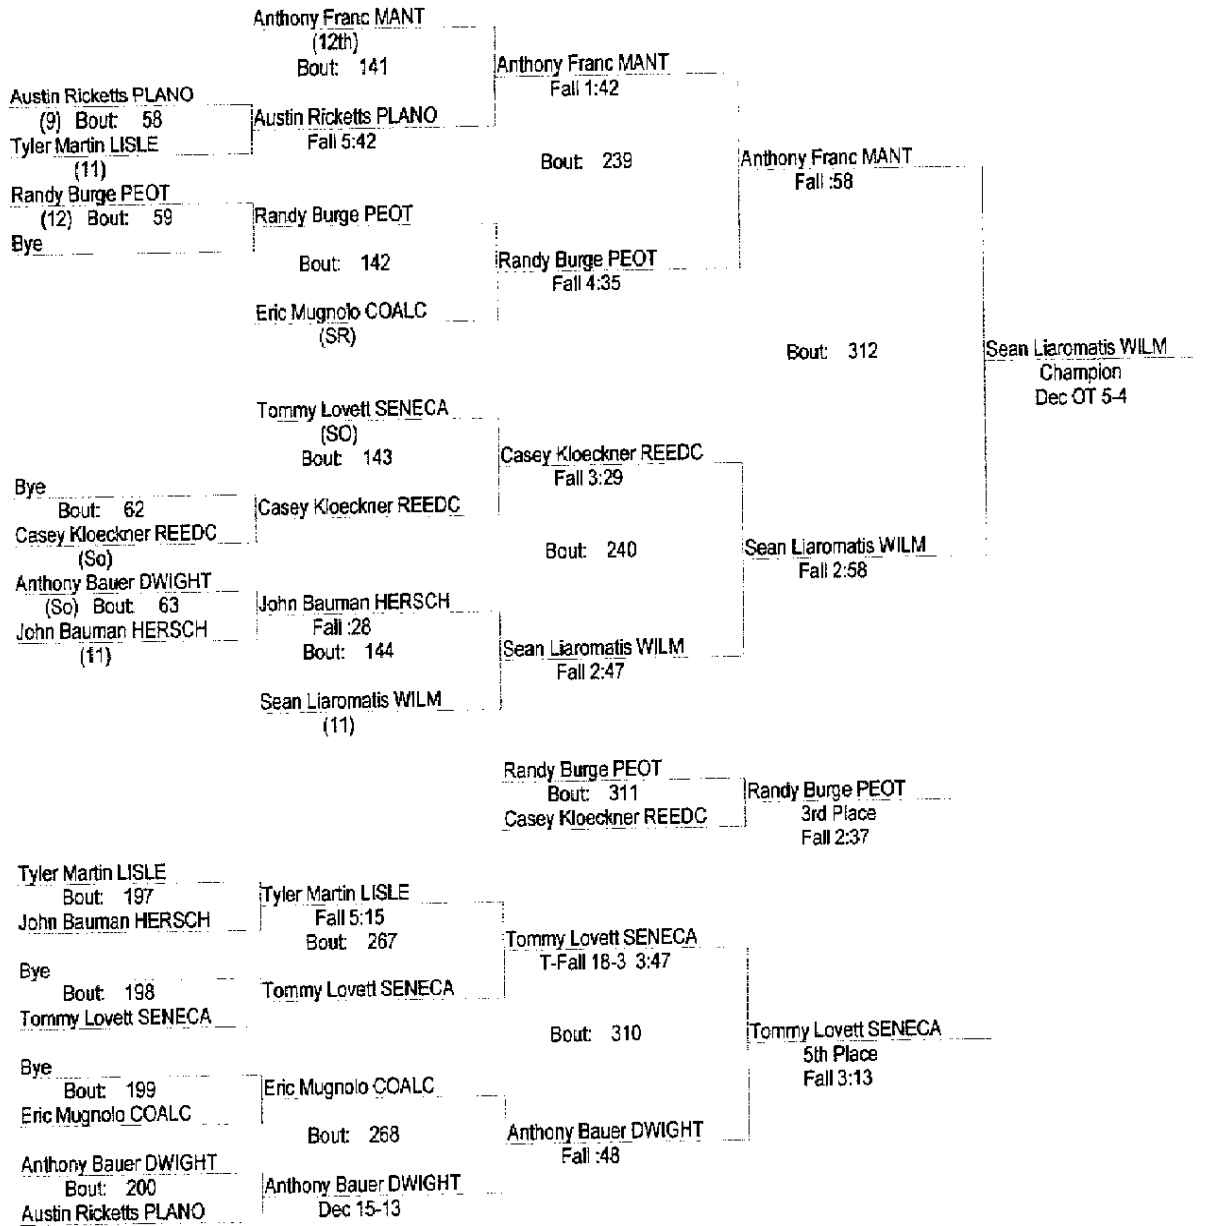 Anthony Franc MANT
(12th)
Bout: 141
Anthony Franc MANT
Fall 1:42
Austin Ricketts PLANO
(9) Bout: 58
Austin Ricketts PLANO
Fall 5:42
Tyler Martin LISLE
(11)
Bout: 239
Anthony Franc MANT
Fall :58
Randy Burge PEOT
(12) Bout: 59
Randy Burge PEOT
Bye
Bout: 142
Randy Burge PEOT
Fall 4:35
Eric Mugnolo COALC
(SR)
Bout: 312
Sean Liaromatis WILM
Champion
Dec OT 5-4
Tommy Lovett SENECA
(SO)
Bout: 143
Casey Kloeckner REEDC
Fall 3:29
Bye
Bout: 62
Casey Kloeckner REEDC
Casey Kloeckner REEDC
(So)
Bout: 240
Sean Liaromatis WILM
Fall 2:58
Anthony Bauer DWIGHT
(So) Bout: 63
John Bauman HERSCH
Fall :28
John Bauman HERSCH
(11)
Bout: 144
Sean Liaromatis WILM
Fall 2:47
Sean Liaromatis WILM
(11)
Randy Burge PEOT
Bout: 311
Casey Kloeckner REEDC
Randy Burge PEOT
3rd Place
Fall 2:37
Tyler Martin LISLE
Bout: 197
John Bauman HERSCH
Tyler Martin LISLE
Fall 5:15
Bout: 267
Tommy Lovett SENECA
T-Fall 18-3 3:47
Bye
Bout: 198
Tommy Lovett SENECA
Tommy Lovett SENECA
Bout: 310
Tommy Lovett SENECA
5th Place
Fall 3:13
Bye
Bout: 199
Eric Mugnolo COALC
Eric Mugnolo COALC
Bout: 268
Anthony Bauer DWIGHT
Fall :48
Anthony Bauer DWIGHT
Bout: 200
Austin Ricketts PLANO
Anthony Bauer DWIGHT
Dec 15-13